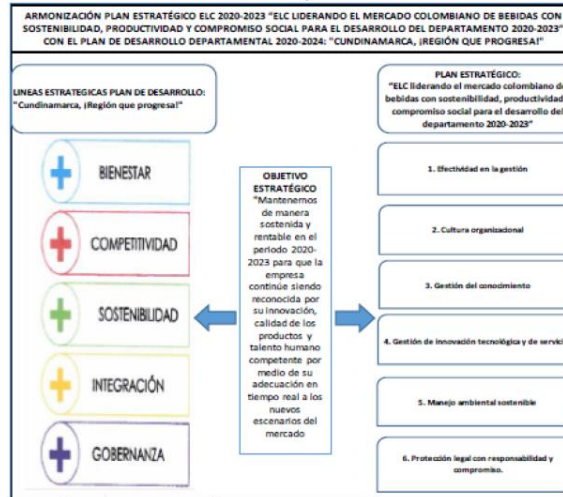 ARMONIZACIÓN PLAN ESTRATÉGICO ELC 2020-2023 "ELC LIDERANDO EL MERCADO COLOMBIANO DE BEBIDAS CON
SOSTENIBILIDAD, PRODUCTIVIDAD Y COMPROMISO SOCIAL PARA EL DESARROLLO DEL DEPARTAMENTO 2020-2023"
CON EL PLAN DE DESARROLLO DEPARTAMENTAL 2020-2024: "CUNDINAMARCA, ¡REGIÓN QUE PROGRESA!"
LINEAS ESTRATEGICAS PLAN DE DESARROLLO:
"Cundinamarca, ¡Región que progresa!"
BIENESTAR
COMPETITIVIDAD
SOSTENIBILIDAD
INTEGRACIÓN
GOBERNANZA
OBJETIVO
ESTRATÉGICO
"Mantenernos
de manera
sostenida y
rentable en el
periodo 2020-
2023 para que la
empresa
continúe siendo
reconocida por
su innovación,
calidad de los
productos y
talento humano
competente por
medio de su
adecuación en
tiempo real a los
nuevos
escenarios del
mercado
PLAN ESTRATÉGICO:
"ELC liderando el mercado colombiano de
bebidas con sostenibilidad, productividad
compromiso social para el desarrollo del
departamento 2020-2023"
1. Efectividad en la gestión
2. Cultura organizacional
3. Gestión del conocimiento
4. Gestión de innovación tecnológica y de servici
5. Manejo ambiental sostenible
6. Protección legal con responsabilidad y
compromiso.